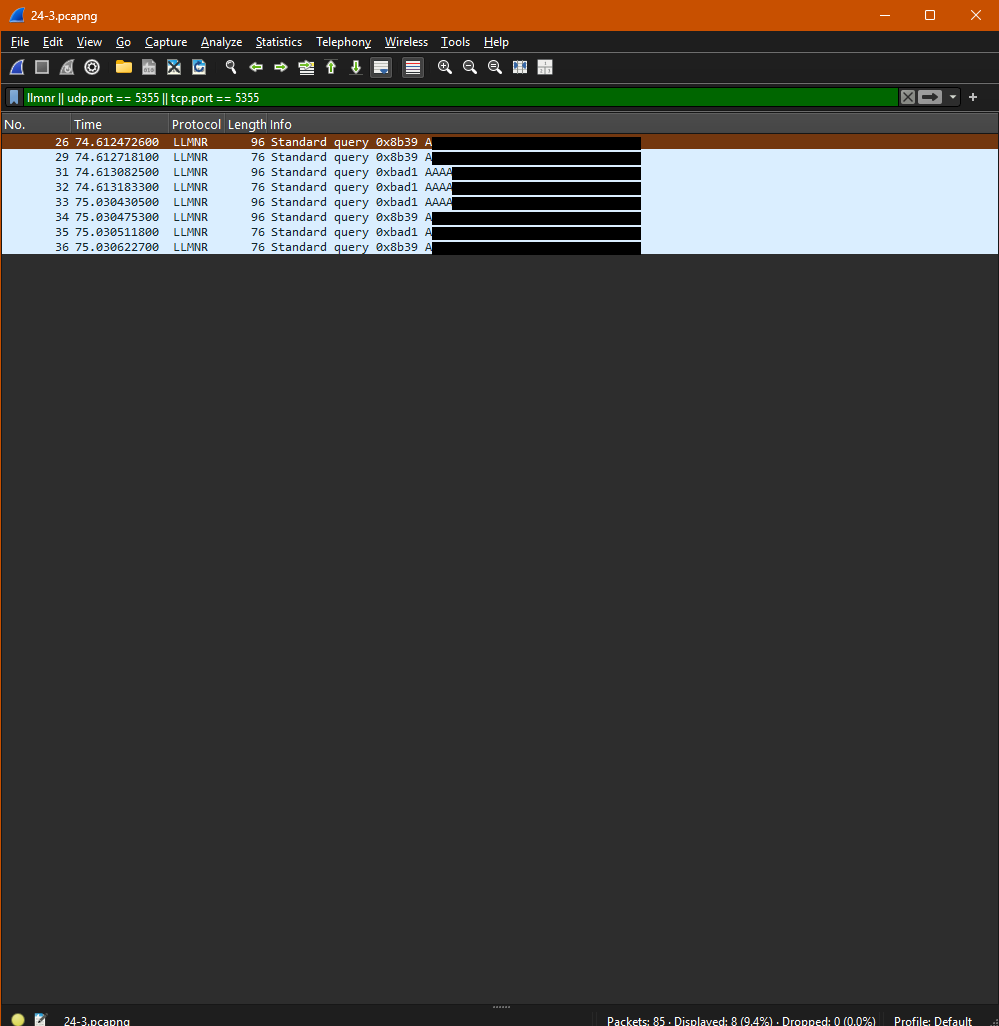 24-3.pcapng
File Edit View Go Capture Analyze Statistics Telephony Wireless Tools Help
llmnr || udp.port == 5355 || tcp.port == 5355
No. Time Protocol Length Info
26 74.612472600 LLMNR 96 Standard query 0x8b39 A
29 74.612718100 LLMNR 76 Standard query 0x8b39 A
31 74.613082500 LLMNR 96 Standard query 0xbad1 AAAA
32 74.613183300 LLMNR 76 Standard query 0xbad1 AAAA
33 75.030430500 LLMNR 96 Standard query 0xbad1 AAAA
34 75.030475300 LLMNR 96 Standard query 0x8b39 A
35 75.030511800 LLMNR 76 Standard query 0xbad1 A
36 75.030622700 LLMNR 76 Standard query 0x8b39 A
24-3.pcapng Packets: 85 · Displayed: 8 (9.4%) · Dropped: 0 (0.0%) Profile: Default